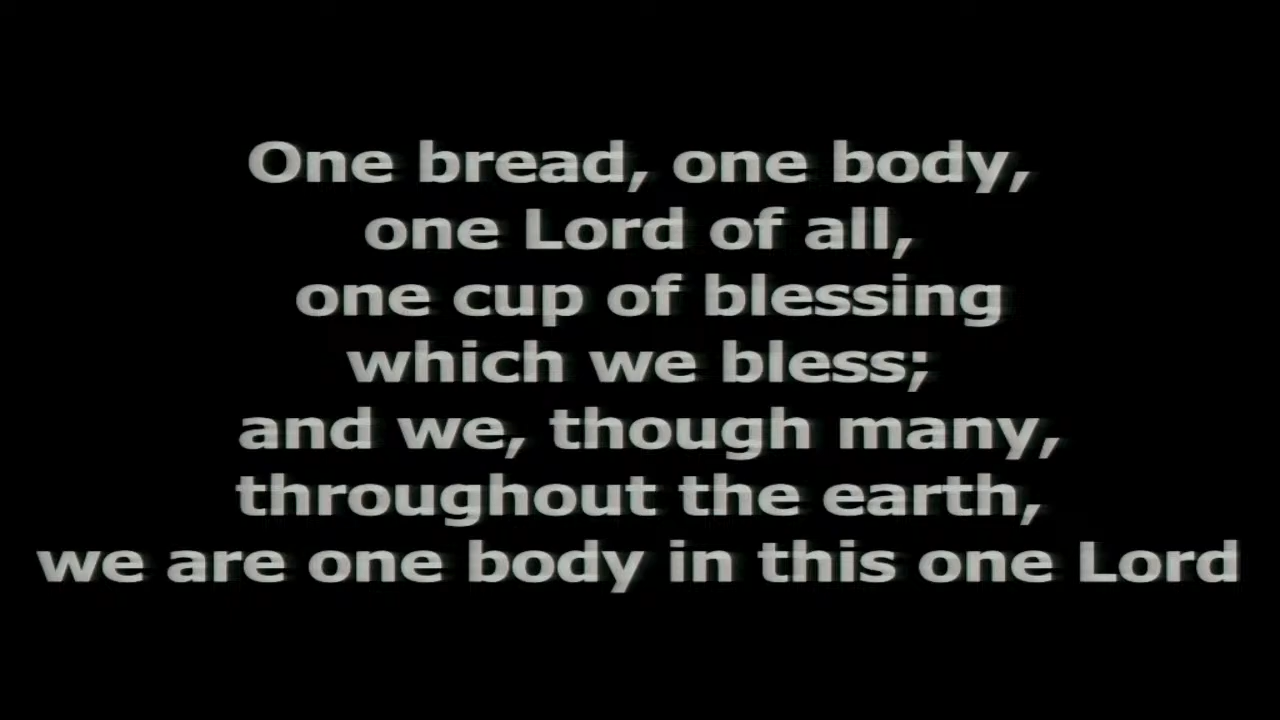 One bread, one body,
one Lord of all,
one cup of blessing
which we bless;
and we, though many,
throughout the earth,
we are one body in this one Lord